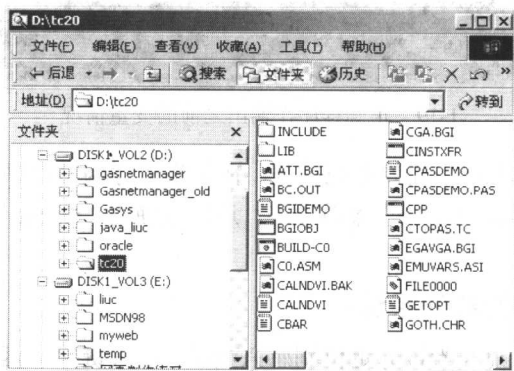 D:\tc20
文件(F) 编辑(E) 查看(V) 收藏(A) 工具(T) 帮助(H)
后退 搜索 文件夹 历史 »
地址(D) D:\tc20 转到
文件夹 ×
DISK1_VOL2 (D:)
gasnetmanager
Gasnetmanager_old
Gasys
java_liuc
oracle
tc20
DISK1_VOL3 (E:)
liuc
MSDN98
myweb
temp
INCLUDE
LIB
ATT.BGI
BC.OUT
BGIDEMO
BGIOBJ
BUILD-C0
C0.ASM
CALNDVI.BAK
CALNDVI
CBAR
CGA.BGI
CINSTXFR
CPASDEMO
CPASDEMO.PAS
CPP
CTOPAS.TC
EGAVGA.BGI
EMUVARS.ASI
FILE0000
GETOPT
GOTH.CHR